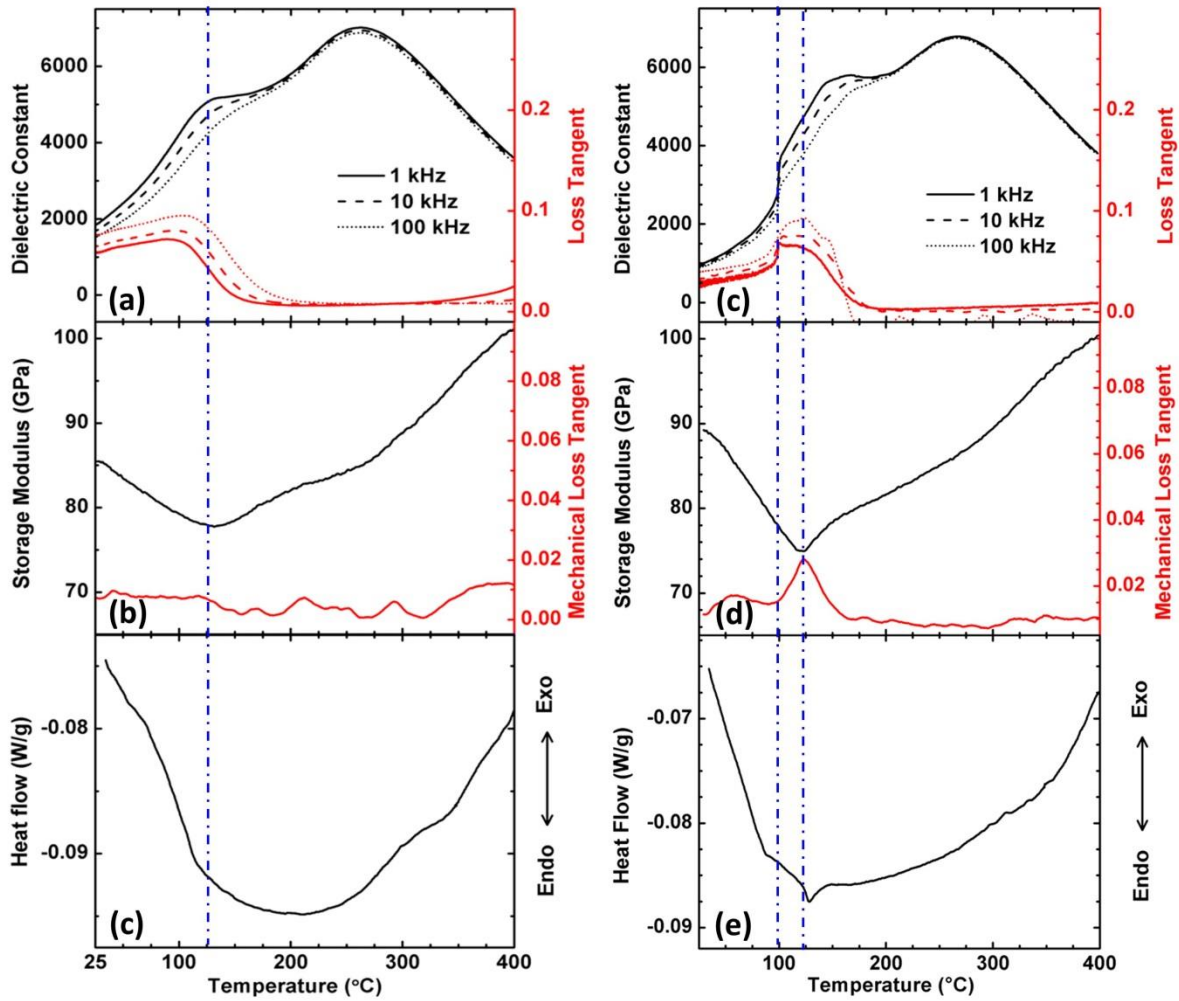 6000
4000
2000
0
Dielectric Constant
1 kHz
10 kHz
100 kHz
(a)
0.2
0.1
0.0
Loss Tangent
100
90
80
70
Storage Modulus (GPa)
(b)
0.08
0.06
0.04
0.02
0.00
Mechanical Loss Tangent
-0.08
-0.09
Heat flow (W/g)
(c)
Exo
Endo
25
100
200
300
400
Temperature (°C)
6000
4000
2000
0
Dielectric Constant
1 kHz
10 kHz
100 kHz
(c)
0.2
0.1
0.0
Loss Tangent
100
90
80
70
Storage Modulus (GPa)
(d)
0.08
0.06
0.04
0.02
Mechanical Loss Tangent
-0.07
-0.08
-0.09
Heat Flow (W/g)
(e)
Exo
Endo
100
200
300
400
Temperature (°C)